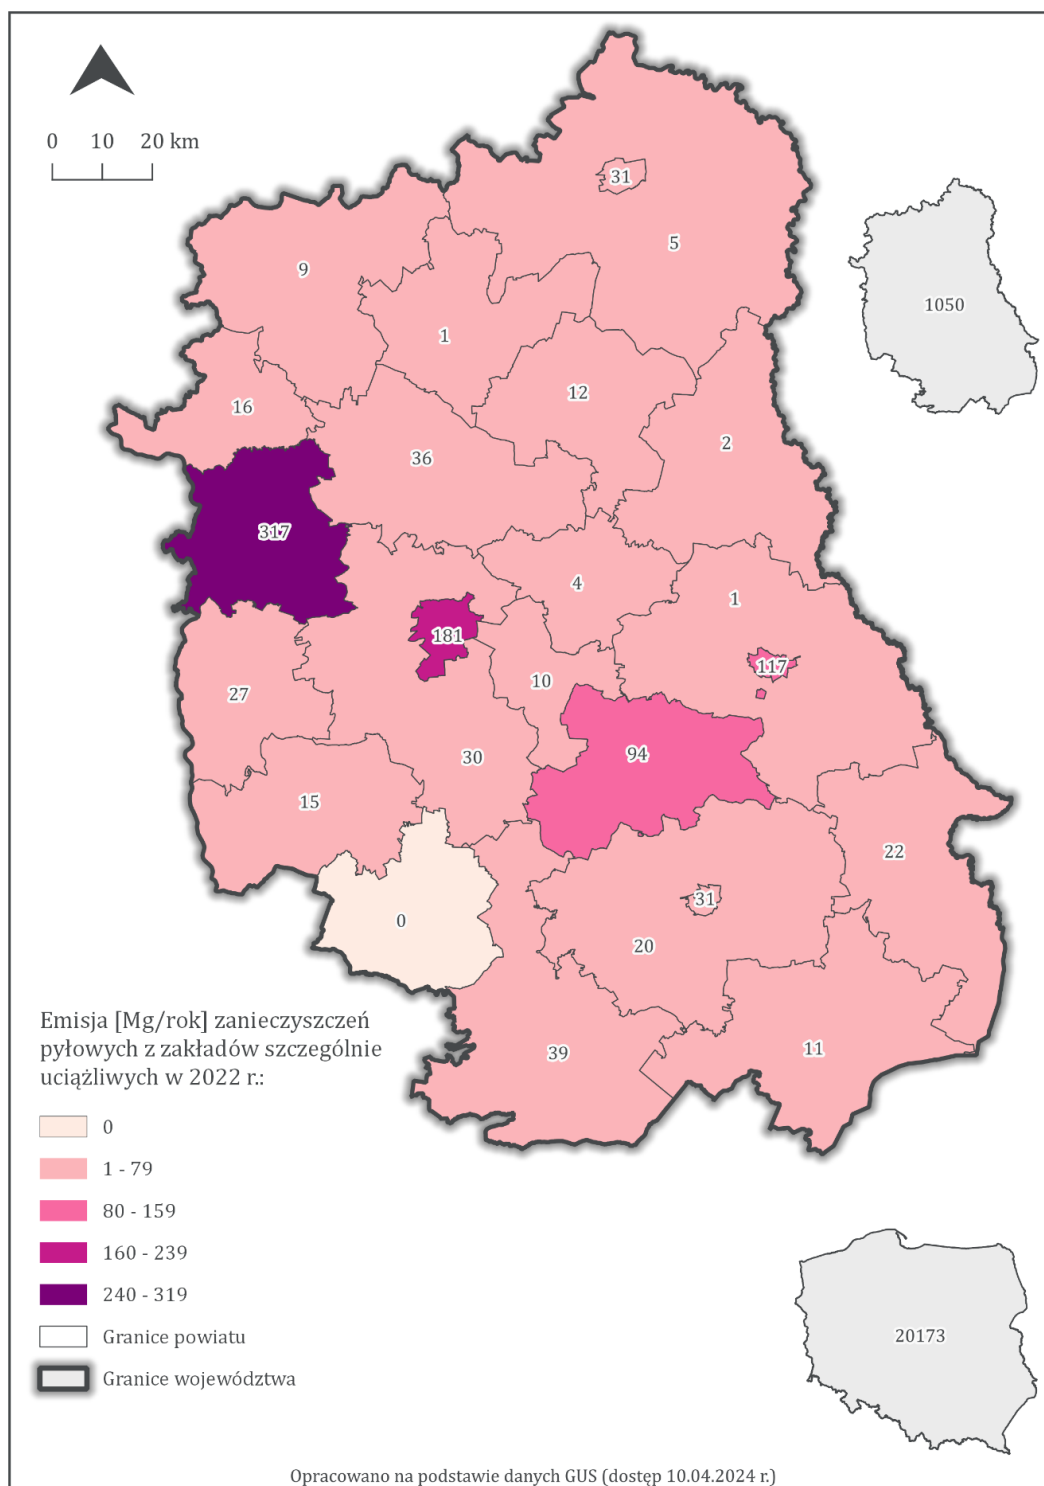 0 10 20 km
31
5
9
1050
1
12
16
2
36
317
4
1
181
117
10
27
94
30
15
22
31
0
20
39
11
Emisja [Mg/rok] zanieczyszczeń
pyłowych z zakładów szczególnie
uciążliwych w 2022 r.:
0
1 - 79
80 - 159
160 - 239
240 - 319
Granice powiatu
Granice województwa
20173
Opracowano na podstawie danych GUS (dostęp 10.04.2024 r.)